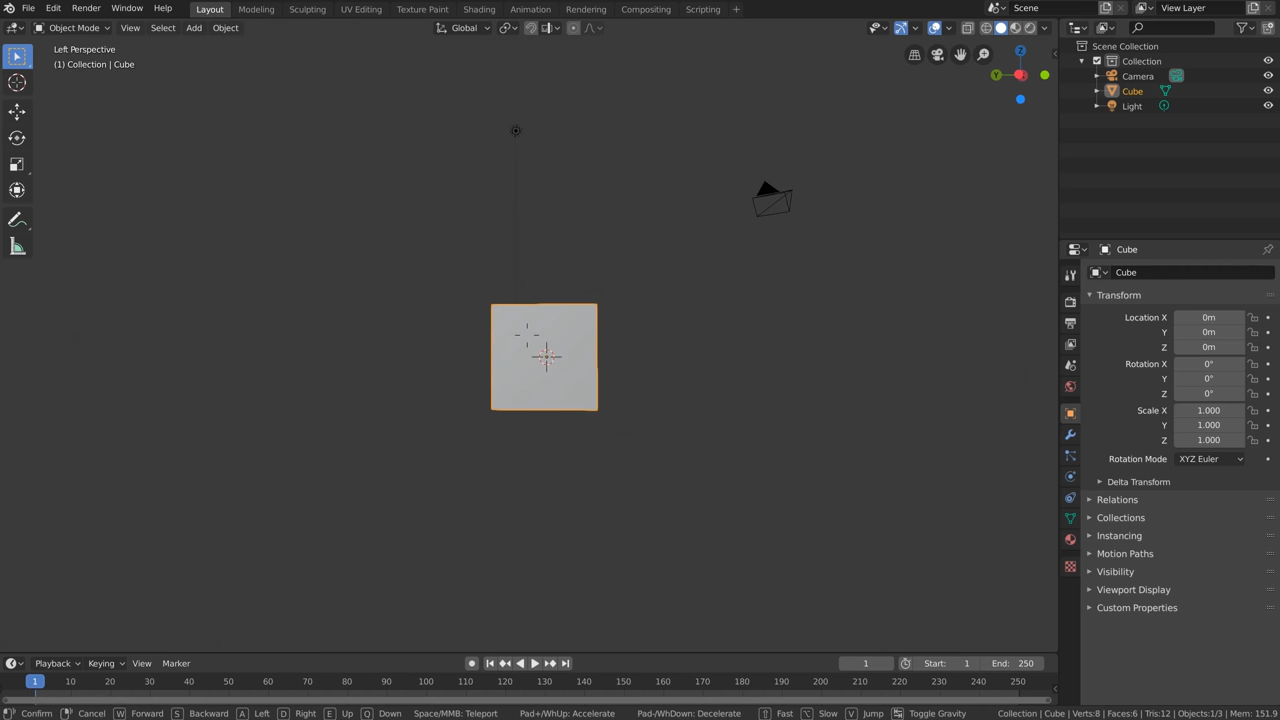 File Edit Render Window Help Layout Modeling Sculpting UV Editing Texture Paint Shading Animation Rendering Compositing Scripting + Scene View Layer
Object Mode View Select Add Object Global
Left Perspective
(1) Collection | Cube
Z
Y
Scene Collection
Collection
Camera
Cube
Light
Cube
Cube
Transform
Location X 0m
Y 0m
Z 0m
Rotation X 0°
Y 0°
Z 0°
Scale X 1.000
Y 1.000
Z 1.000
Rotation Mode XYZ Euler
Delta Transform
Relations
Collections
Instancing
Motion Paths
Visibility
Viewport Display
Custom Properties
Playback Keying View Marker 1 Start: 1 End: 250
1 10 20 30 40 50 60 70 80 90 100 110 120 130 140 150 160 170 180 190 200 210 220 230 240 250
Confirm Cancel W Forward S Backward A Left D Right E Up Q Down Space/MMB: Teleport Pad+/WhUp: Accelerate Pad-/WhDown: Decelerate Fast Slow V Jump Toggle Gravity Collection | Cube | Verts:8 | Faces:6 | Tris:12 | Objects:1/3 | Mem: 151.9